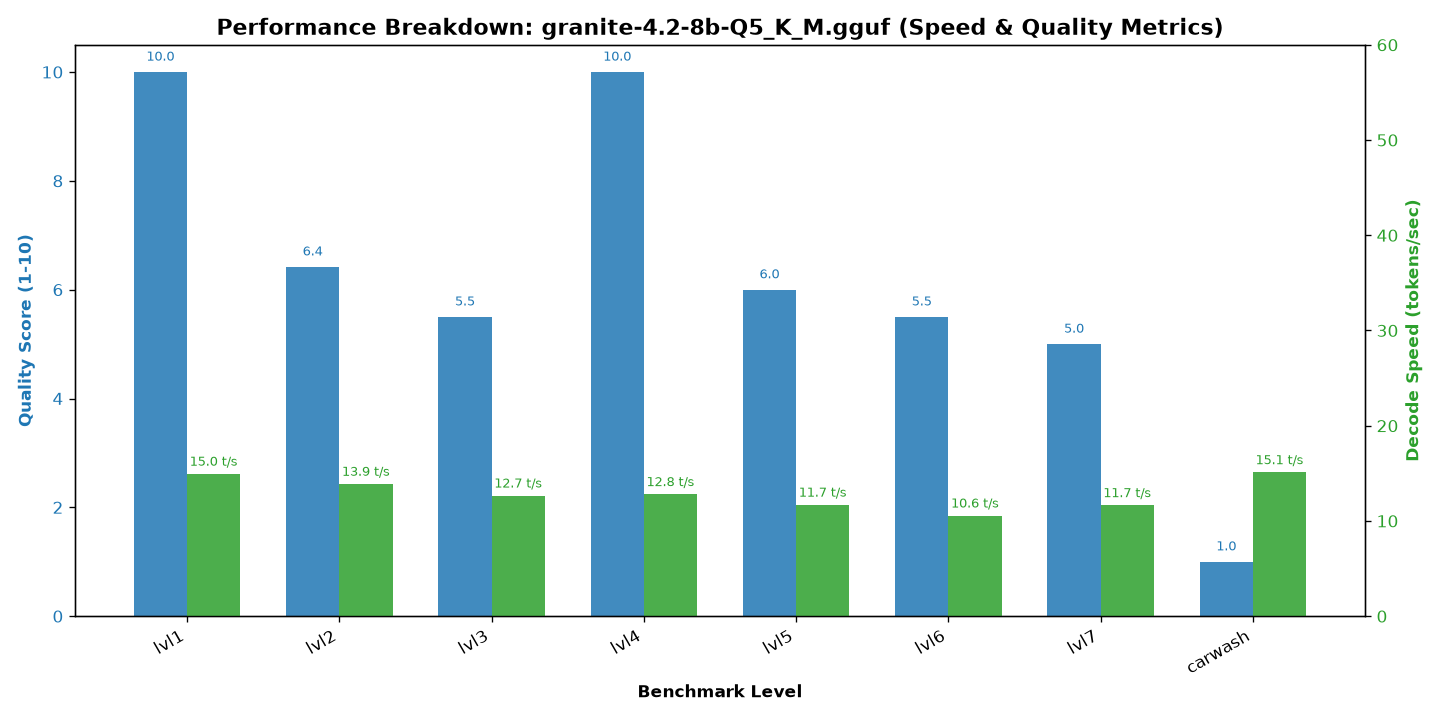 Performance Breakdown: granite-4.2-8b-Q5_K_M.gguf (Speed & Quality Metrics)
Quality Score (1-10)
10
8
6
4
2
0
10.0
6.4
5.5
10.0
6.0
5.5
5.0
1.0
15.0 t/s
13.9 t/s
12.7 t/s
12.8 t/s
11.7 t/s
10.6 t/s
11.7 t/s
15.1 t/s
60
50
40
30
20
10
0
Decode Speed (tokens/sec)
lvl1
lvl2
lvl3
lvl4
lvl5
lvl6
lvl7
carwash
Benchmark Level